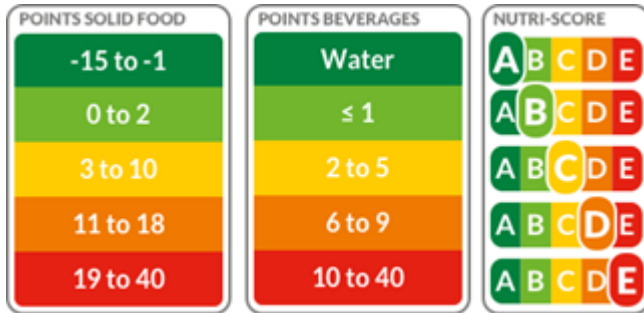 POINTS SOLID FOOD
-15 to -1
0 to 2
3 to 10
11 to 18
19 to 40
POINTS BEVERAGES
Water
≤ 1
2 to 5
6 to 9
10 to 40
NUTRI-SCORE
A B C D E
A B C D E
A B C D E
A B C D E
A B C D E